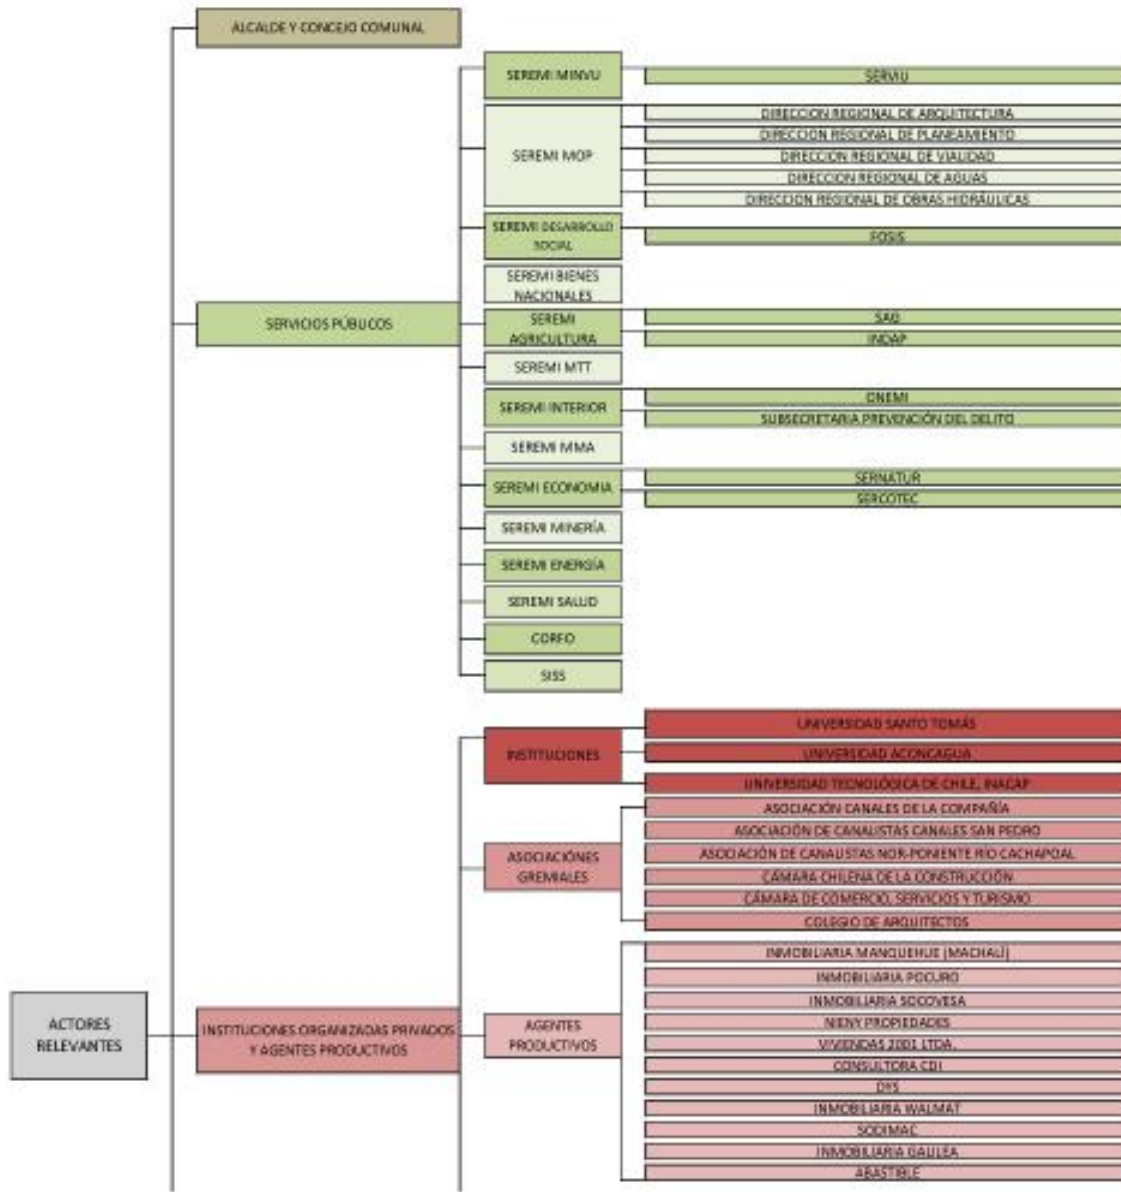 ALCALDE Y CONCEJO COMUNAL
SEREMI MINVU
SERVIU
SEREMI MOP
DIRECCION REGIONAL DE ARQUITECTURA
DIRECCION REGIONAL DE PLANEAMIENTO
DIRECCION REGIONAL DE VIALIDAD
DIRECCION REGIONAL DE AGUAS
DIRECCION REGIONAL DE OBRAS HIDRÁULICAS
SEREMI DESARROLLO
SOCIAL
FOSIS
SEREMI BIENES
NACIONALES
SERVICIOS PÚBLICOS
SEREMI
AGRICULTURA
SAG
INDAP
SEREMI MTT
SEREMI INTERIOR
ONEMI
SUBSECRETARIA PREVENCIÓN DEL DELITO
SEREMI MMA
SEREMI ECONOMIA
SERNATUR
SERCOTEC
SEREMI MINERÍA
SEREMI ENERGÍA
SEREMI SALUD
CORFO
SISS
INSTITUCIONES
UNIVERSIDAD SANTO TOMÁS
UNIVERSIDAD ACONCAGUA
UNIVERSIDAD TECNOLÓGICA DE CHILE, INACAP
ASOCIACIÓNES
GREMIALES
ASOCIACIÓN CANALES DE LA COMPAÑÍA
ASOCIACIÓN DE CANALISTAS CANALES SAN PEDRO
ASOCIACIÓN DE CANALISTAS NOR-PONIENTE RÍO CACHAPOAL
CÁMARA CHILENA DE LA CONSTRUCCIÓN
CÁMARA DE COMERCIO, SERVICIOS Y TURISMO
COLEGIO DE ARQUITECTOS
ACTORES
RELEVANTES
INSTITUCIONES ORGANIZADAS PRIVADOS
Y AGENTES PRODUCTIVOS
AGENTES
PRODUCTIVOS
INMOBILIARIA MANQUEHUE (MACHALÍ)
INMOBILIARIA POCURO
INMOBILIARIA SOCOVESA
NIENY PROPIEDADES
VIVIENDAS 2001 LTDA.
CONSULTORA CDI
DYS
INMOBILIARIA WALMAT
SODIMAC
INMOBILIARIA GALILEA
ABASTIBLE